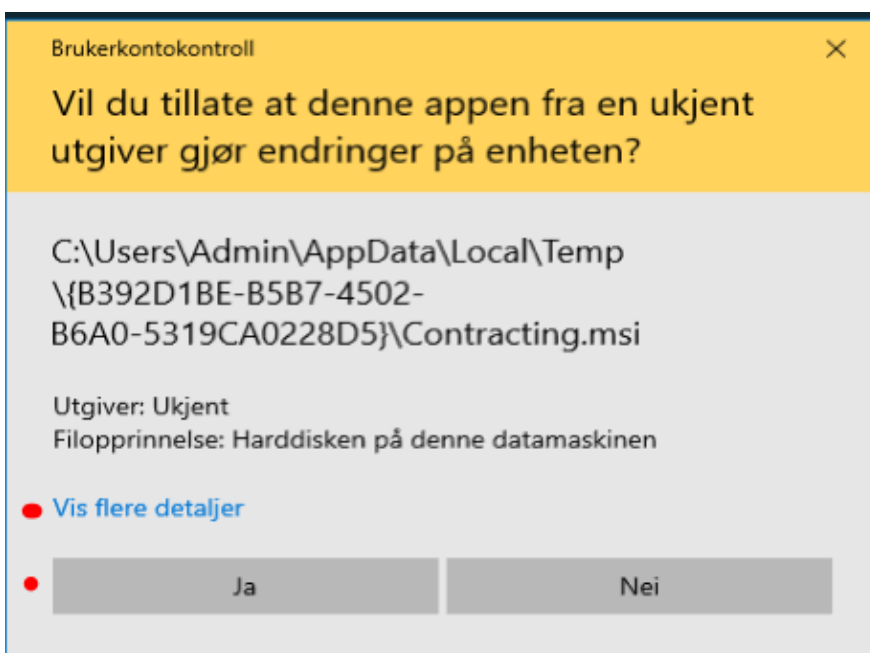 Brukerkontokontroll
Vil du tillate at denne appen fra en ukjent
utgiver gjør endringer på enheten?
C:\Users\Admin\AppData\Local\Temp
\{B392D1BE-B5B7-4502-
B6A0-5319CA0228D5}\Contracting.msi
Utgiver: Ukjent
Filopprinnelse: Harddisken på denne datamaskinen
Vis flere detaljer
Ja Nei